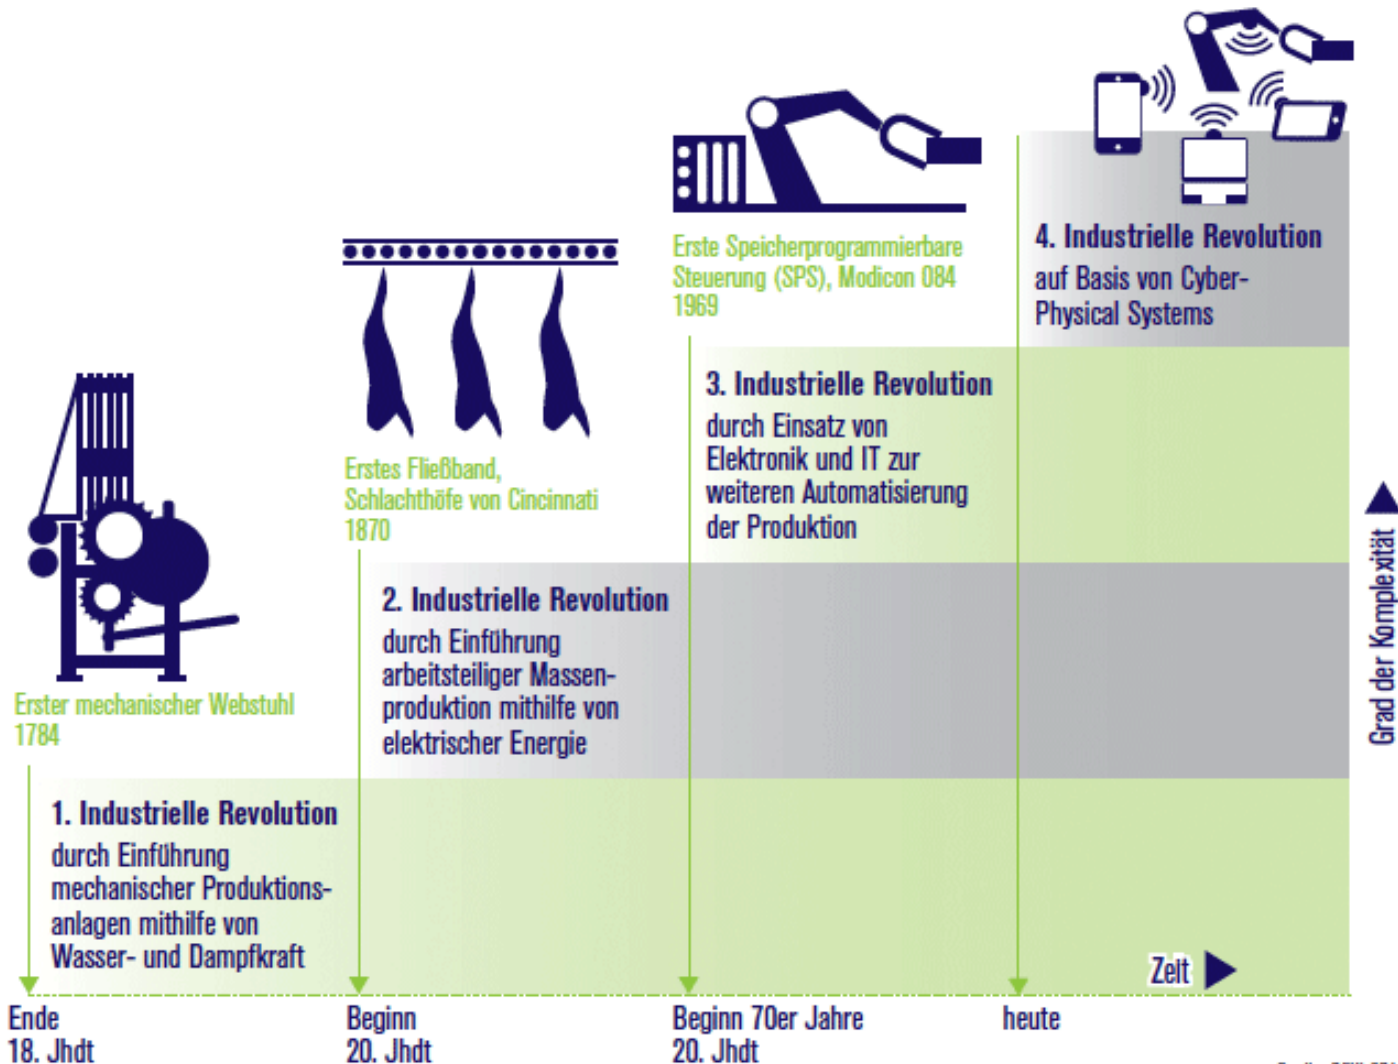 Erste Speicherprogrammierbare
Steuerung (SPS), Modicon 084
1969
4. Industrielle Revolution
auf Basis von Cyber-
Physical Systems
3. Industrielle Revolution
durch Einsatz von
Elektronik und IT zur
weiteren Automatisierung
der Produktion
Erstes Fließband,
Schlachthöfe von Cincinnati
1870
2. Industrielle Revolution
durch Einführung
arbeitsteiliger Massen-
produktion mithilfe von
elektrischer Energie
Erster mechanischer Webstuhl
1784
1. Industrielle Revolution
durch Einführung
mechanischer Produktions-
anlagen mithilfe von
Wasser- und Dampfkraft
Grad der Komplexität
Zeit
Ende
18. Jhdt
Beginn
20. Jhdt
Beginn 70er Jahre
20. Jhdt
heute